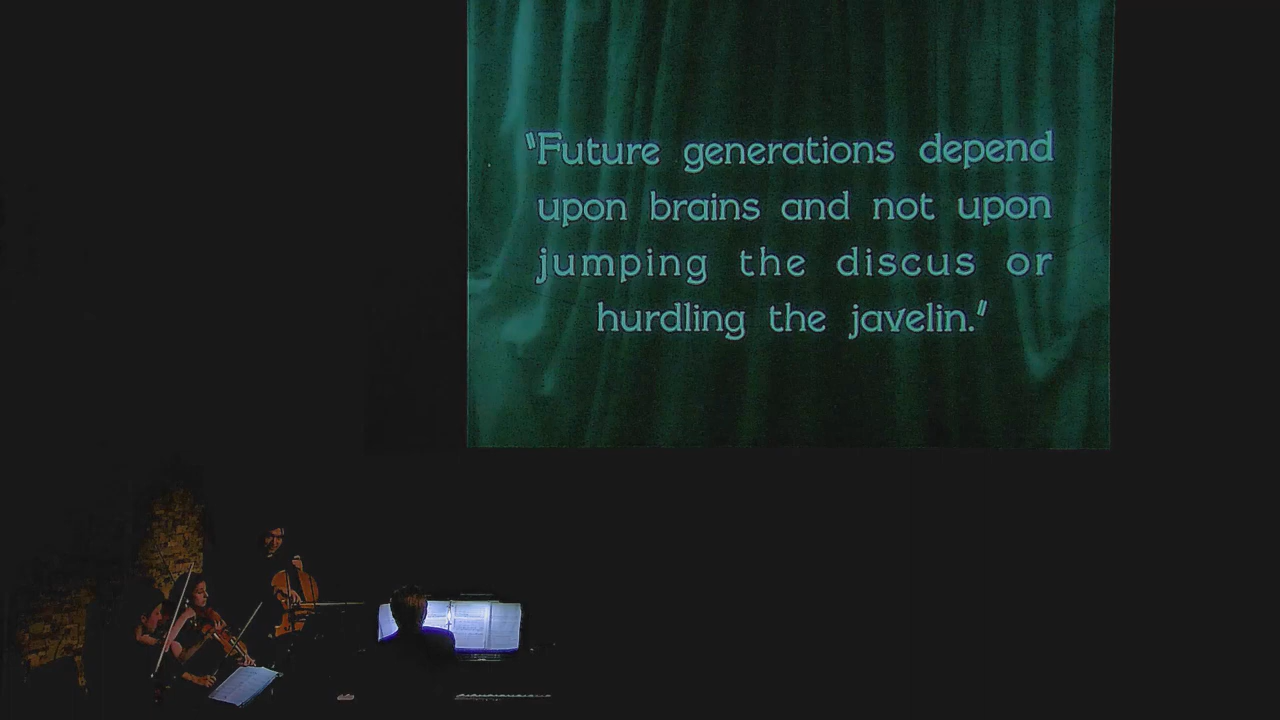 "Future generations depend
upon brains and not upon
jumping the discus or
hurdling the javelin."